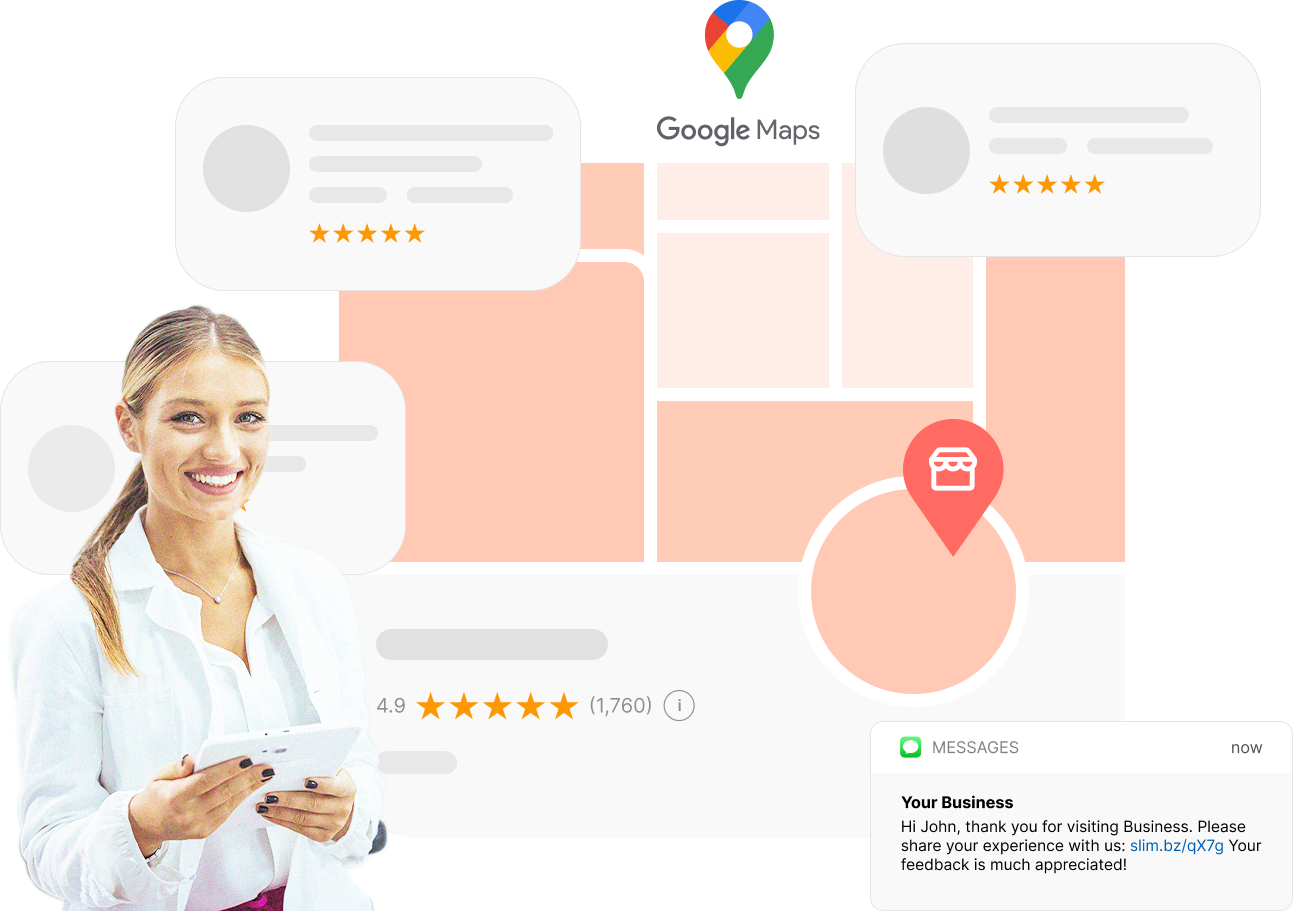 Google Maps
4.9 (1,760) i
MESSAGES now
Your Business
Hi John, thank you for visiting Business. Please
share your experience with us: slim.bz/qX7g Your
feedback is much appreciated!